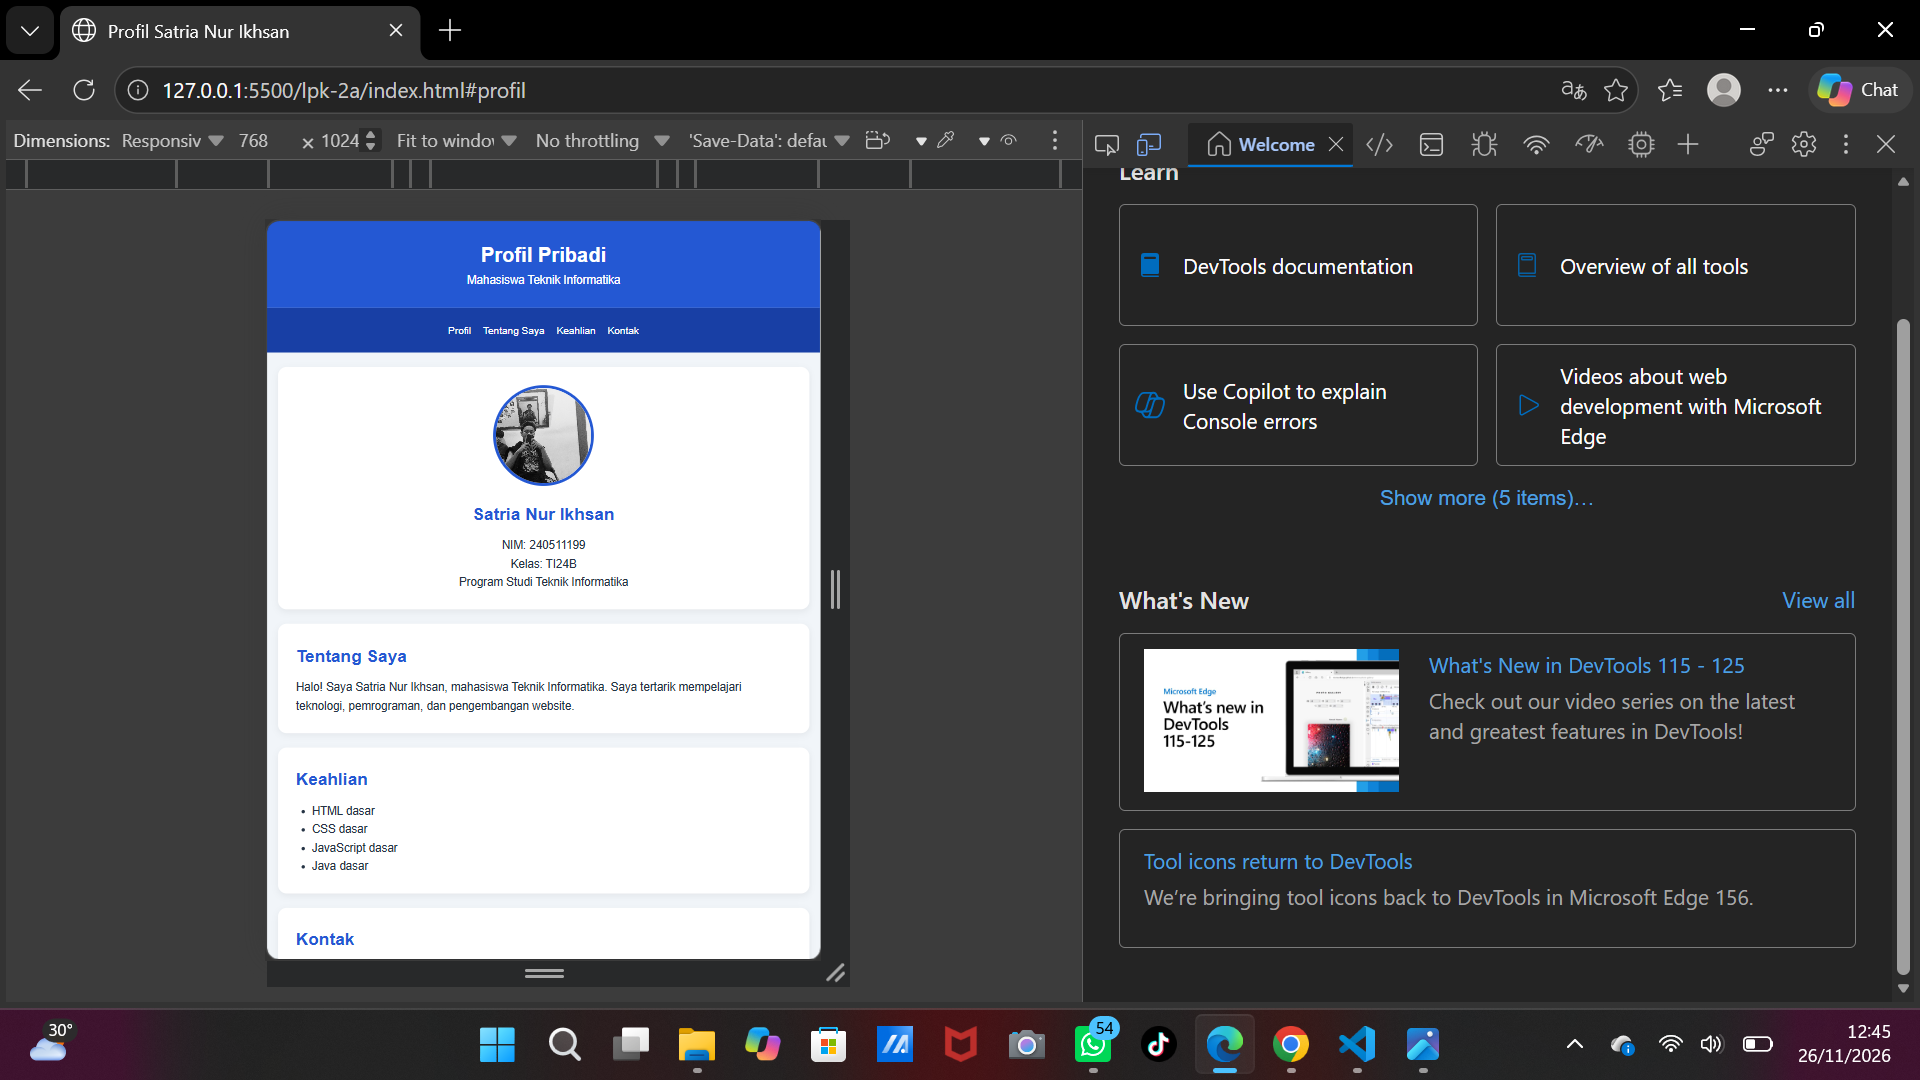 Profil Satria Nur Ikhsan
127.0.0.1:5500/lpk-2a/index.html#profil
Chat
Dimensions: Responsiv 768 × 1024 Fit to windov No throttling 'Save-Data': defau
Welcome
Profil Pribadi
Mahasiswa Teknik Informatika
Profil Tentang Saya Keahlian Kontak
Satria Nur Ikhsan
NIM: 240511199
Kelas: TI24B
Program Studi Teknik Informatika
Tentang Saya
Halo! Saya Satria Nur Ikhsan, mahasiswa Teknik Informatika. Saya tertarik mempelajari
teknologi, pemrograman, dan pengembangan website.
Keahlian
• HTML dasar
• CSS dasar
• JavaScript dasar
• Java dasar
Kontak
Learn
DevTools documentation
Overview of all tools
Use Copilot to explain
Console errors
Videos about web
development with Microsoft
Edge
Show more (5 items)…
What's New
View all
Microsoft Edge
What's new in
DevTools
115-125
What's New in DevTools 115 - 125
Check out our video series on the latest
and greatest features in DevTools!
Tool icons return to DevTools
We're bringing tool icons back to DevTools in Microsoft Edge 156.
30°
54
12:45
26/11/2026